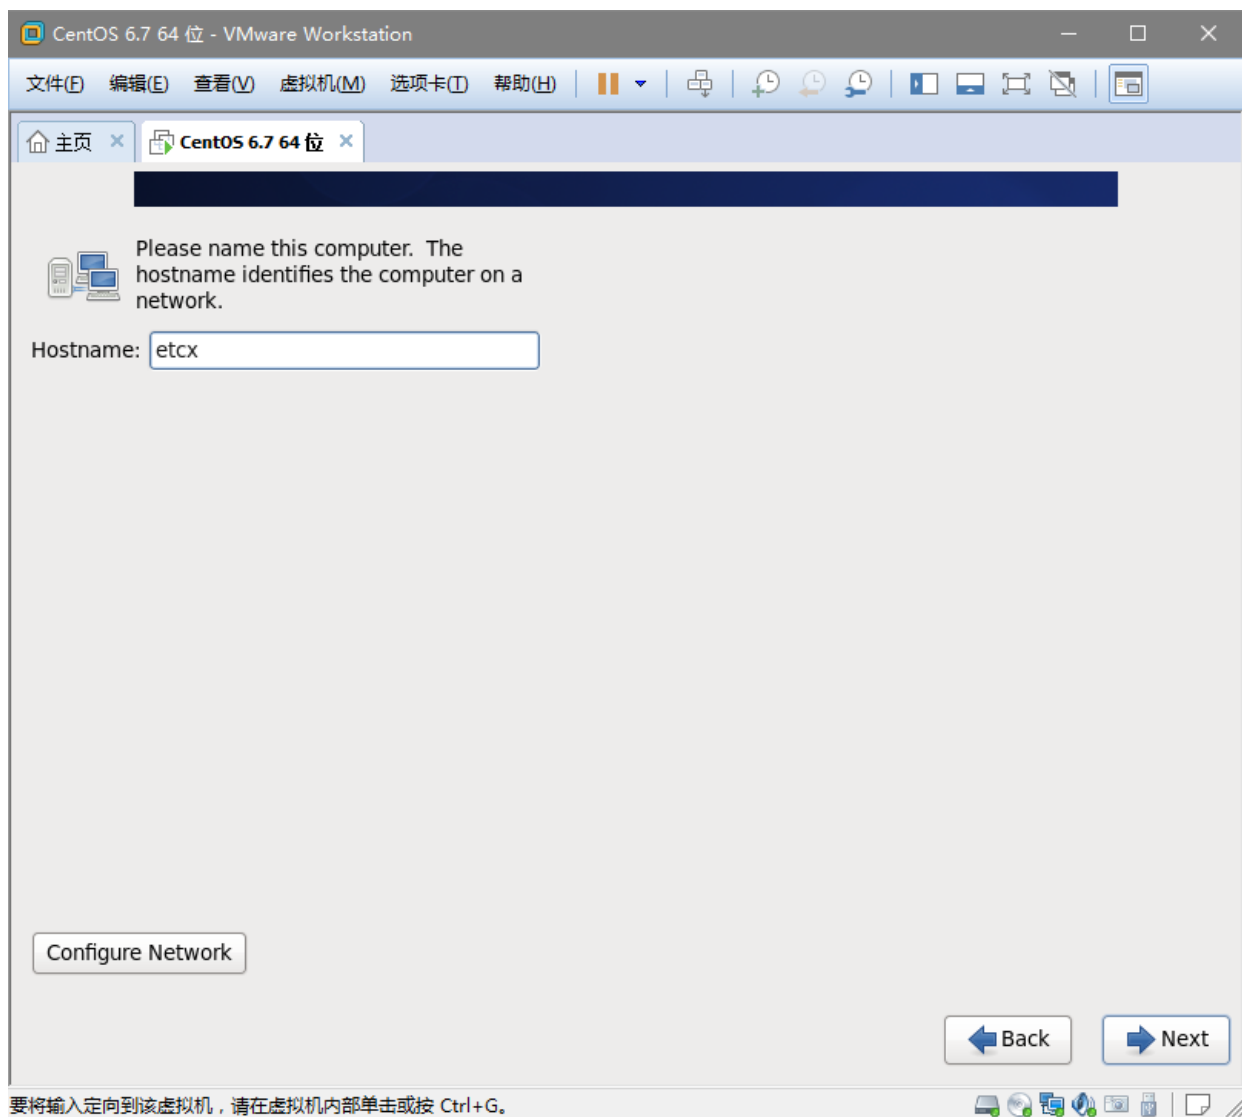 CentOS 6.7 64 位 - VMware Workstation
文件(F) 编辑(E) 查看(V) 虚拟机(M) 选项卡(T) 帮助(H)
主页 CentOS 6.7 64 位
Please name this computer. The
hostname identifies the computer on a
network.
Hostname: etcx
Configure Network
Back Next
要将输入定向到该虚拟机，请在虚拟机内部单击或按 Ctrl+G。